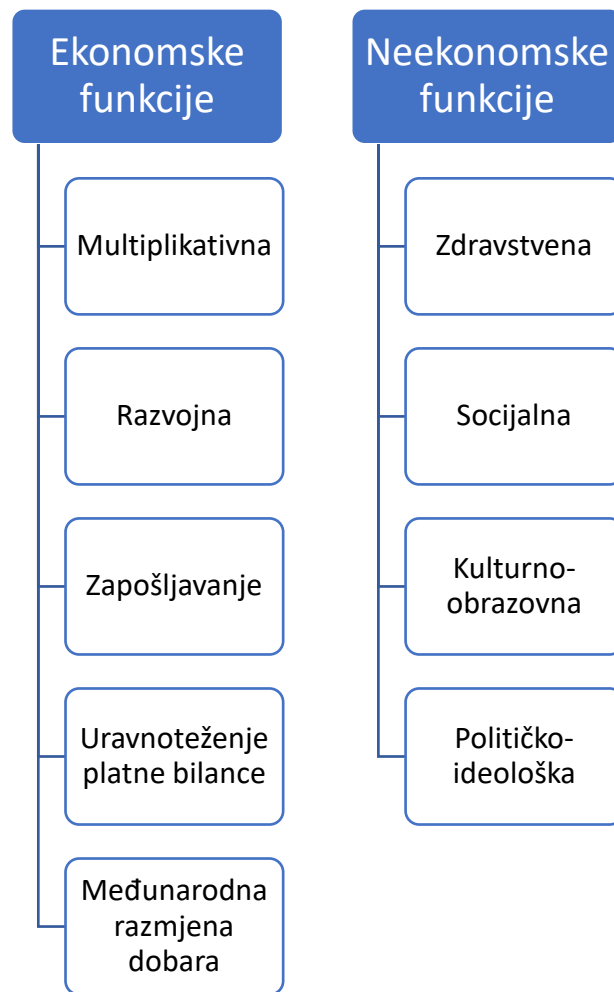 Ekonomske
funkcije
Multiplikativna
Razvojna
Zapošljavanje
Uravnoteženje
platne bilance
Međunarodna
razmjena
dobara
Neekonomske
funkcije
Zdravstvena
Socijalna
Kulturno-
obrazovna
Političko-
ideološka